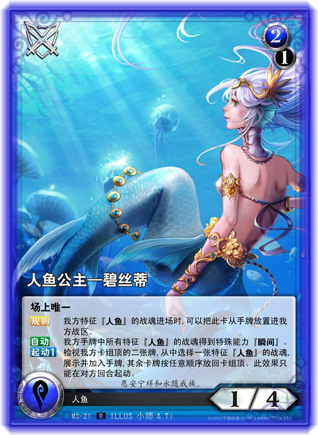 2
1
人鱼公主—碧丝蒂
场上唯一
规则 我方特征『人鱼』的战魂进场时,可以把此卡从手牌放置进我方战区。
自动 我方手牌中所有特征『人鱼』的战魂得到特殊能力『瞬间』。
起动1 检视我方卡组顶的二张牌,从中选择一张特征『人鱼』的战魂,
展示并加入手牌,其余卡牌按任意顺序放回卡组顶。此效果只
能在对方回合起动。
愿安宁祥和永随我族。
人鱼
1/4
M3-21 R ILLUS 小师 & Ti